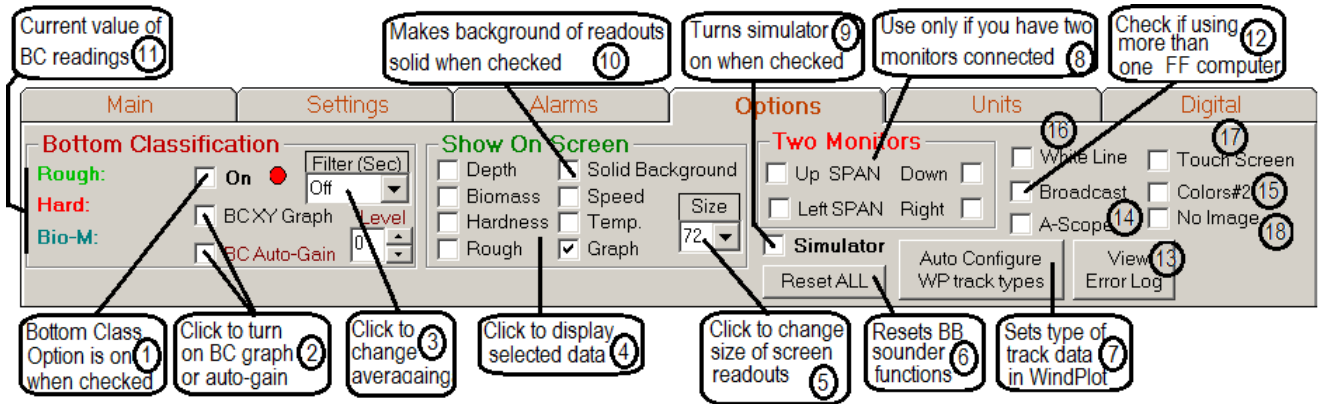 Current value of
BC readings 11
Makes background of readouts
solid when checked 10
Turns simulator 9
on when checked
Use only if you have two
monitors connected 8
Check if using 12
more than
one FF computer
Main Settings Alarms Options Units Digital
Bottom Classification
Rough:
Hard:
Bio-M:
On
Filter (Sec)
Off
BC XY Graph
Level
0
BC Auto-Gain
Show On Screen
Depth
Solid Background
Biomass
Speed
Hardness
Temp.
Rough
Graph
Size
72
Two Monitors
Up SPAN Down
Left SPAN Right
Simulator
Reset ALL
16
White Line
Broadcast
A-Scope 14
17
Touch Screen
Colors#2 15
No Image 18
Auto Configure
WP track types
View 13
Error Log
Bottom Class
Option is on 1
when checked
Click to turn
on BC graph 2
or auto-gain
Click to
change 3
averagaing
Click to display
selected data 4
Click to change
size of screen
readouts 5
Resets BB
sounder 6
functions
Sets type of
track data 7
in WindPlot